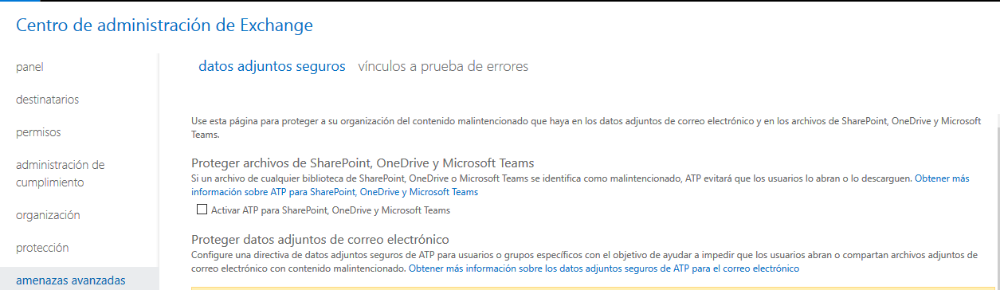 Centro de administración de Exchange
panel
destinatarios
permisos
administración de
cumplimiento
organización
protección
amenazas avanzadas
datos adjuntos seguros vínculos a prueba de errores
Use esta página para proteger a su organización del contenido malintencionado que haya en los datos adjuntos de correo electrónico y en los archivos de SharePoint, OneDrive y Microsoft
Teams.
Proteger archivos de SharePoint, OneDrive y Microsoft Teams
Si un archivo de cualquier biblioteca de SharePoint, OneDrive o Microsoft Teams se identifica como malintencionado, ATP evitará que los usuarios lo abran o lo descarguen. Obtener más
información sobre ATP para SharePoint, OneDrive y Microsoft Teams
Activar ATP para SharePoint, OneDrive y Microsoft Teams
Proteger datos adjuntos de correo electrónico
Configure una directiva de datos adjuntos seguros de ATP para usuarios o grupos específicos con el objetivo de ayudar a impedir que los usuarios abran o compartan archivos adjuntos de
correo electrónico con contenido malintencionado. Obtener más información sobre los datos adjuntos seguros de ATP para el correo electrónico